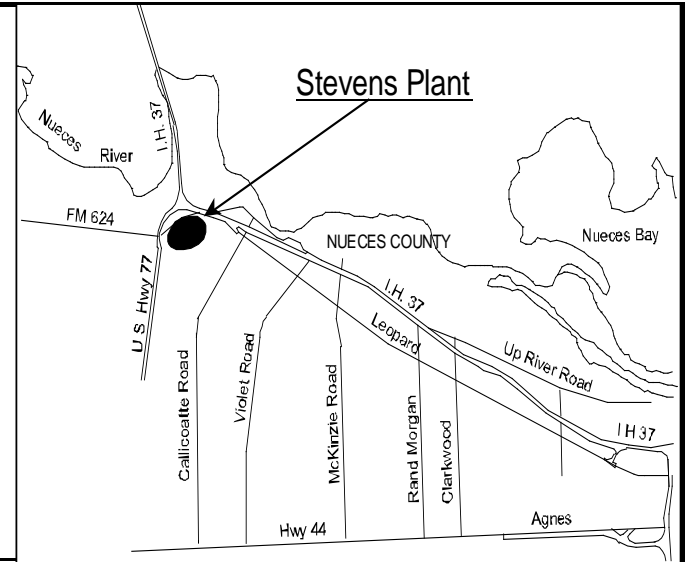 Stevens Plant
I.H. 37
Nueces
River
FM 624
NUECES COUNTY
Nueces Bay
U S Hwy 77
I.H. 37
Leopard
Up River Road
Callicoatte Road
Violet Road
McKinzie Road
Rand Morgan
Clarkwood
I H 37
Hwy 44
Agnes